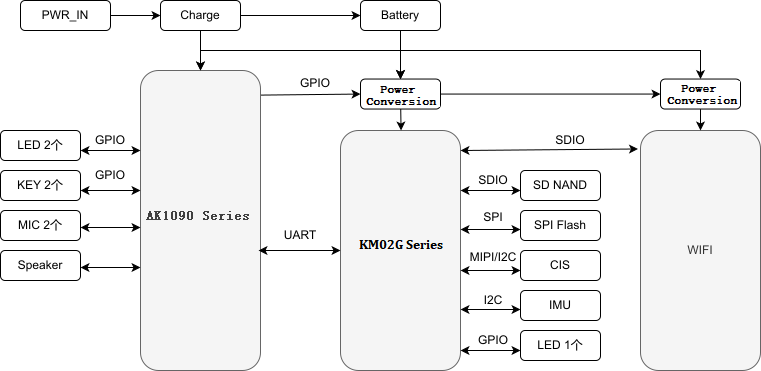 PWR_IN
Charge
Battery
GPIO
Power
Conversion
Power
Conversion
LED 2个
GPIO
SDIO
KEY 2个
GPIO
SDIO
SD NAND
AK1090 Series
MIC 2个
SPI
SPI Flash
UART
KM02G Series
WIFI
Speaker
MIPI/I2C
CIS
I2C
IMU
GPIO
LED 1个